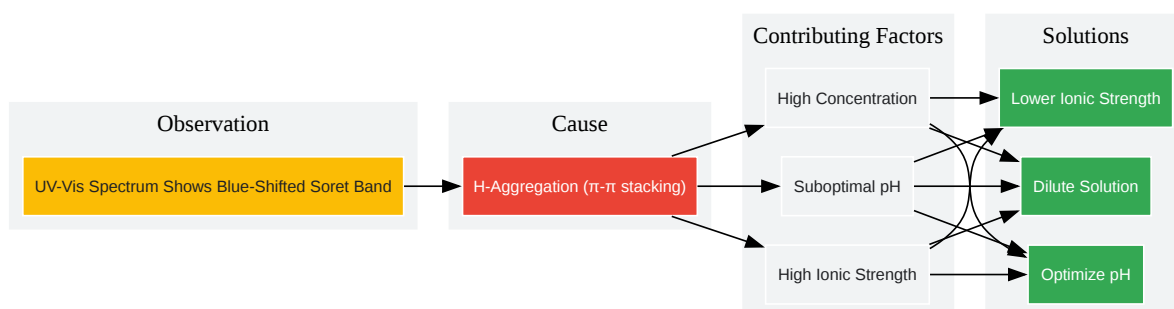 Observation
UV-Vis Spectrum Shows Blue-Shifted Soret Band
Cause
H-Aggregation (π-π stacking)
Contributing Factors
High Concentration
Suboptimal pH
High Ionic Strength
Solutions
Lower Ionic Strength
Dilute Solution
Optimize pH